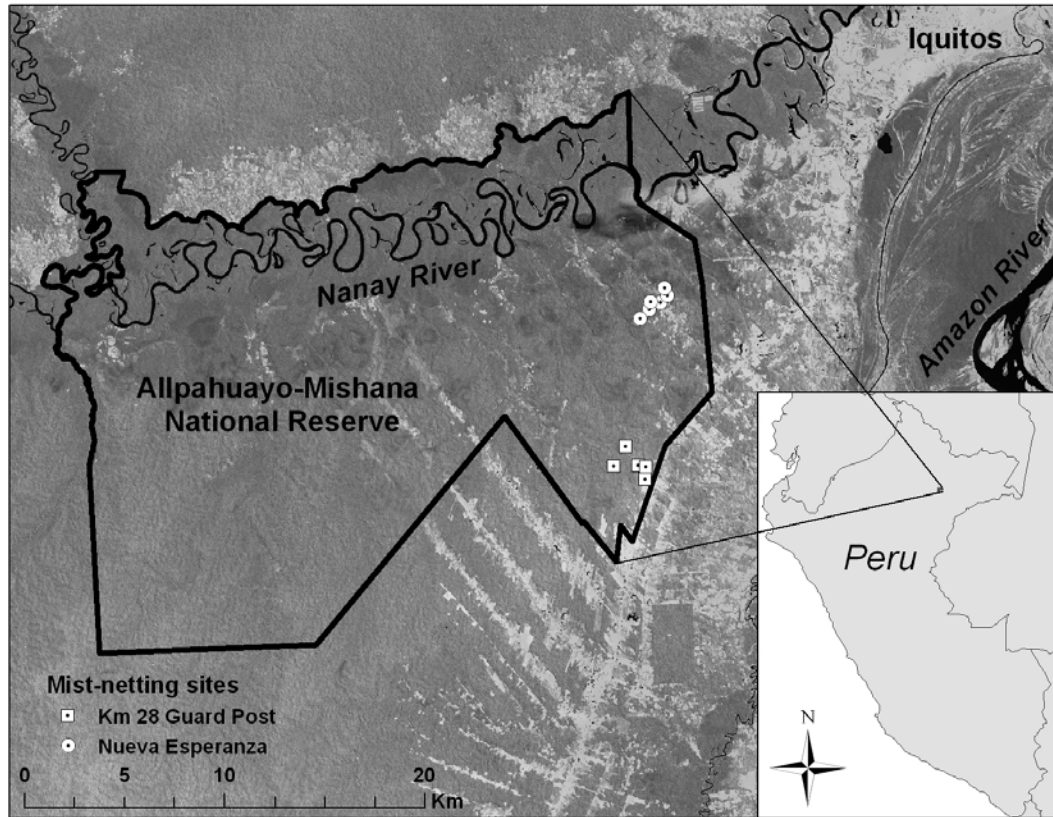 Iquitos
Nanay River
Amazon River
Allpahuayo-Mishana
National Reserve
Peru
Mist-netting sites
Km 28 Guard Post
Nueva Esperanza
0 5 10 20
Km
N